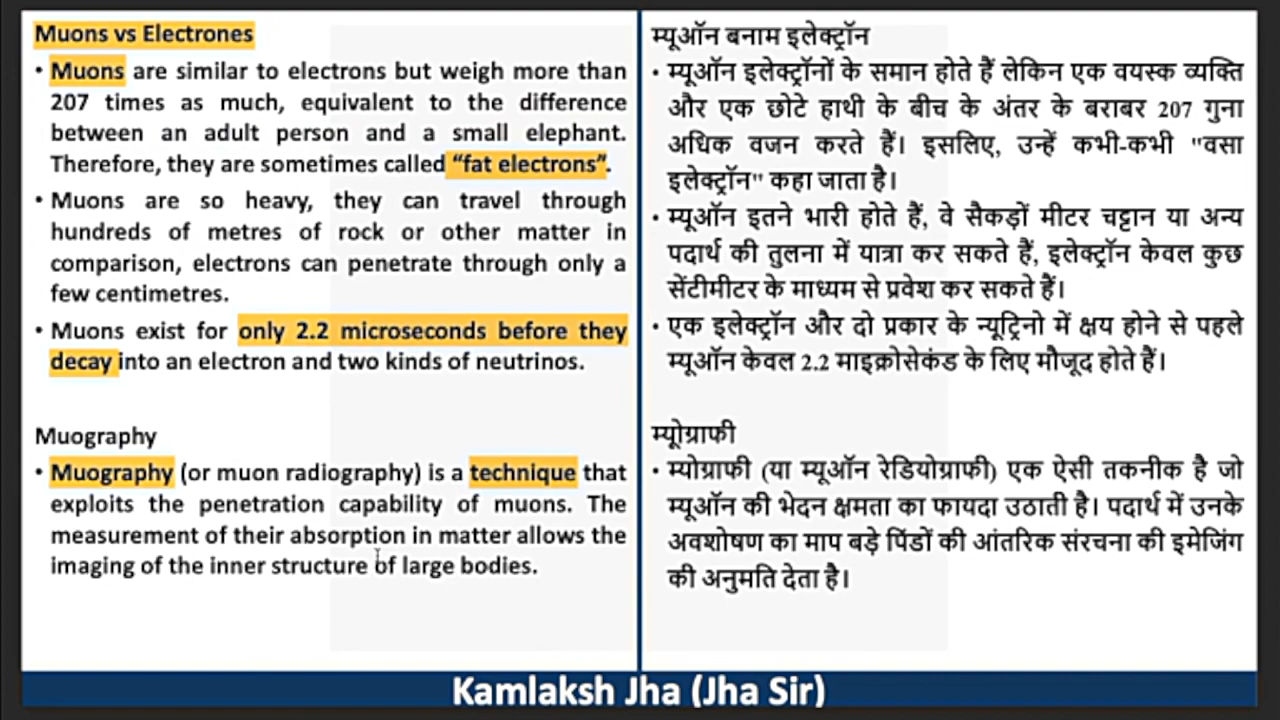 Muons vs Electrones
• Muons are similar to electrons but weigh more than
207 times as much, equivalent to the difference
between an adult person and a small elephant.
Therefore, they are sometimes called “fat electrons”.
• Muons are so heavy, they can travel through
hundreds of metres of rock or other matter in
comparison, electrons can penetrate through only a
few centimetres.
• Muons exist for only 2.2 microseconds before they
decay into an electron and two kinds of neutrinos.
Muography
• Muography (or muon radiography) is a technique that
exploits the penetration capability of muons. The
measurement of their absorption in matter allows the
imaging of the inner structure of large bodies.
म्यूऑन बनाम इलेक्ट्रॉन
• म्यूऑन इलेक्ट्रॉनों के समान होते हैं लेकिन एक वयस्क व्यक्ति
और एक छोटे हाथी के बीच के अंतर के बराबर 207 गुना
अधिक वजन करते हैं। इसलिए, उन्हें कभी-कभी "वसा
इलेक्ट्रॉन" कहा जाता है।
• म्यूऑन इतने भारी होते हैं, वे सैकड़ों मीटर चट्टान या अन्य
पदार्थ की तुलना में यात्रा कर सकते हैं, इलेक्ट्रॉन केवल कुछ
सेंटीमीटर के माध्यम से प्रवेश कर सकते हैं।
• एक इलेक्ट्रॉन और दो प्रकार के न्यूट्रिनो में क्षय होने से पहले
म्यूऑन केवल 2.2 माइक्रोसेकंड के लिए मौजूद होते हैं।
म्यूोग्राफी
• म्योग्राफी (या म्यूऑन रेडियोग्राफी) एक ऐसी तकनीक है जो
म्यूऑन की भेदन क्षमता का फायदा उठाती है। पदार्थ में उनके
अवशोषण का माप बड़े पिंडों की आंतरिक संरचना की इमेजिंग
की अनुमति देता है।
Kamlaksh Jha (Jha Sir)